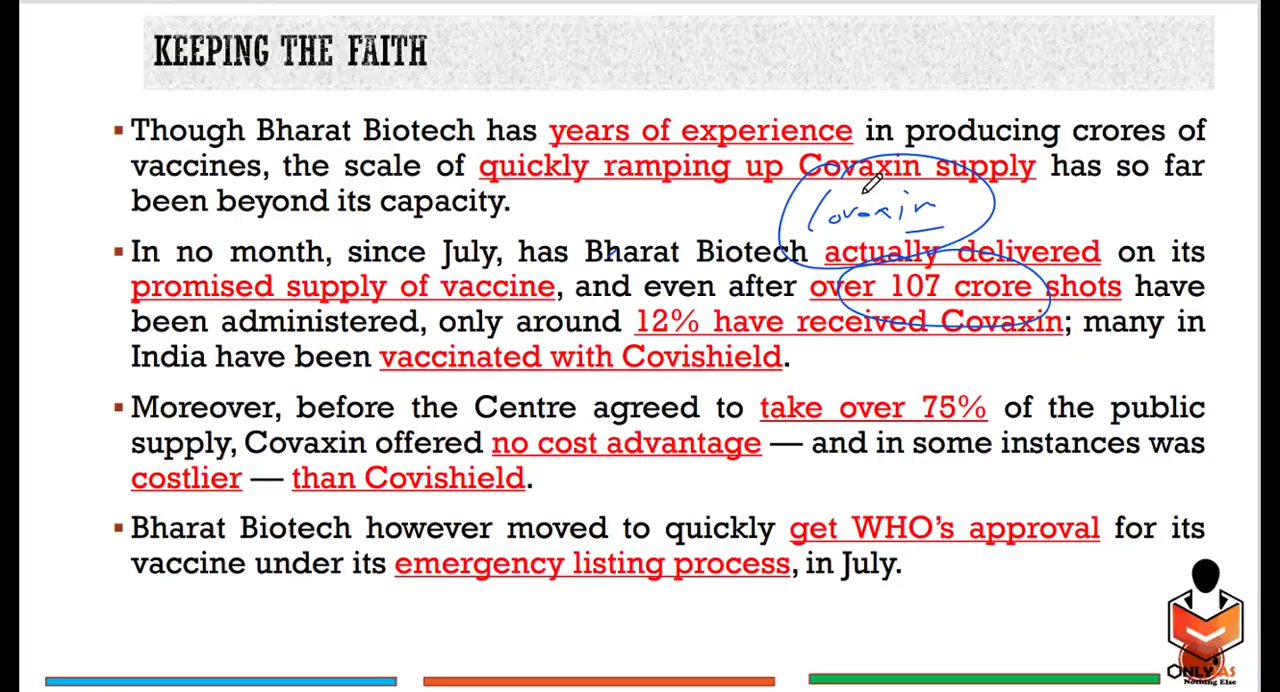 KEEPING THE FAITH
▪ Though Bharat Biotech has years of experience in producing crores of
vaccines, the scale of quickly ramping up Covaxin supply has so far
been beyond its capacity.
Covaxin
▪ In no month, since July, has Bharat Biotech actually delivered on its
promised supply of vaccine, and even after over 107 crore shots have
been administered, only around 12% have received Covaxin; many in
India have been vaccinated with Covishield.
▪ Moreover, before the Centre agreed to take over 75% of the public
supply, Covaxin offered no cost advantage — and in some instances was
costlier — than Covishield.
▪ Bharat Biotech however moved to quickly get WHO's approval for its
vaccine under its emergency listing process, in July.
ONLYIAS
Nothing Else